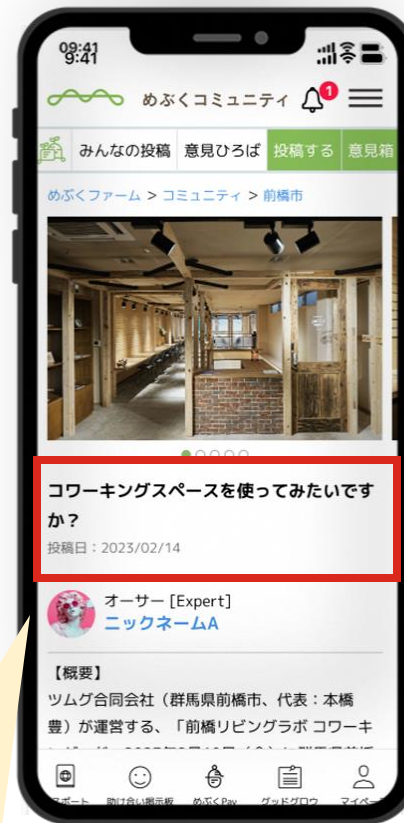 09:41
9:41
めぶくコミュニティ 1
みんなの投稿 意見ひろば 投稿する 意見箱
めぶくファーム > コミュニティ > 前橋市
コワーキングスペースを使ってみたいです
か？
投稿日：2023/02/14
オーサー [Expert]
ニックネームA
【概要】
ツムグ合同会社（群馬県前橋市、代表：本橋
豊）が運営する、「前橋リビングラボ コワーキ
助け合い掲示板 めぶくPay グッドグロウ マイペー